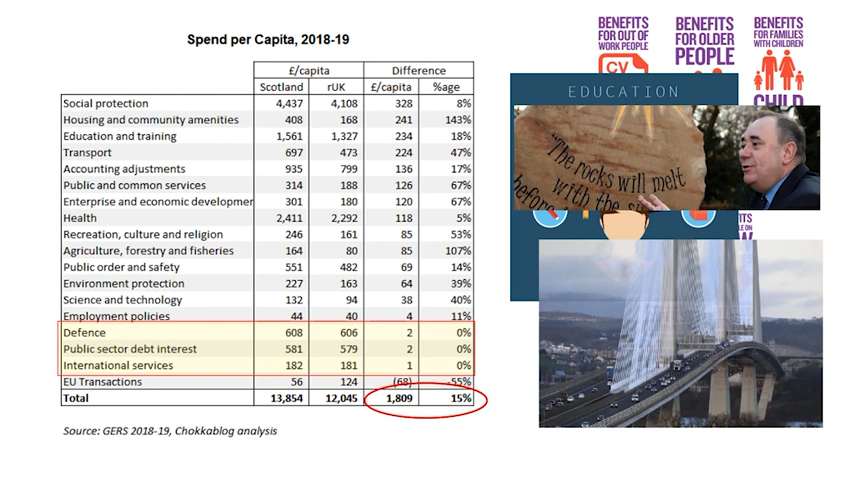 Spend per Capita, 2018-19
£/capita Difference
Scotland rUK £/capita %age
Social protection 4,437 4,108 328 8%
Housing and community amenities 408 168 241 143%
Education and training 1,561 1,327 234 18%
Transport 697 473 224 47%
Accounting adjustments 935 799 136 17%
Public and common services 314 188 126 67%
Enterprise and economic developmer 301 180 120 67%
Health 2,411 2,292 118 5%
Recreation, culture and religion 246 161 85 53%
Agriculture, forestry and fisheries 164 80 85 107%
Public order and safety 551 482 69 14%
Environment protection 227 163 64 39%
Science and technology 132 94 38 40%
Employment policies 44 40 4 11%
Defence 608 606 2 0%
Public sector debt interest 581 579 2 0%
International services 182 181 1 0%
EU Transactions 56 124 (68) -55%
Total 13,854 12,045 1,809 15%
Source: GERS 2018-19, Chokkablog analysis
BENEFITS
FOR OUT OF
WORK PEOPLE
CV
BENEFITS
FOR OLDER
PEOPLE
BENEFITS
FOR FAMILIES
WITH CHILDREN
CHILD
EDUCATION
"The rocks will melt
before with the